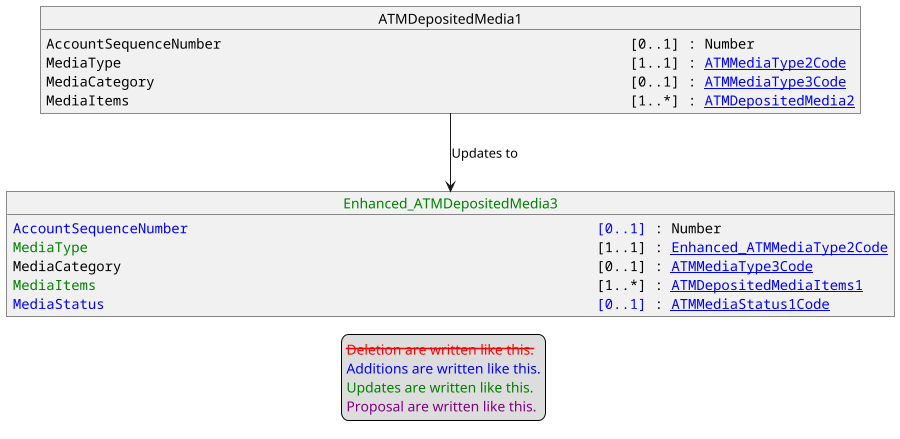 ATMDepositedMedia1
AccountSequenceNumber [0..1] : Number
MediaType [1..1] : ATMMediaType2Code
MediaCategory [0..1] : ATMMediaType3Code
MediaItems [1..*] : ATMDepositedMedia2
Updates to
Enhanced_ATMDepositedMedia3
AccountSequenceNumber [0..1] : Number
MediaType [1..1] : Enhanced_ATMMediaType2Code
MediaCategory [0..1] : ATMMediaType3Code
MediaItems [1..*] : ATMDepositedMediaItems1
MediaStatus [0..1] : ATMMediaStatus1Code
Deletion are written like this.
Additions are written like this.
Updates are written like this.
Proposal are written like this.